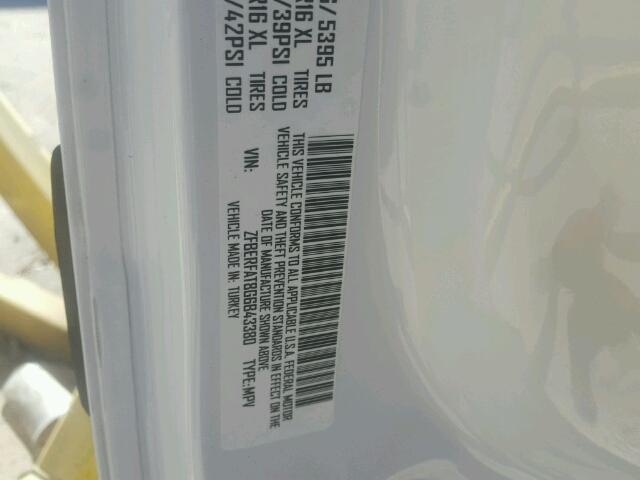 G/ 5395 LB
R16 XL TIRES
/39PSI COLD
R16 XL TIRES
/42PSI COLD
THIS VEHICLE CONFORMS TO ALL APPLICABLE U.S.A. FEDERAL MOTOR
VEHICLE SAFETY AND THEFT PREVENTION STANDARDS IN EFFECT ON THE
DATE OF MANUFACTURE SHOWN ABOVE
VIN: ZFBERFAT8G6B43380 TYPE:MPV
VEHICLE MADE IN: TURKEY